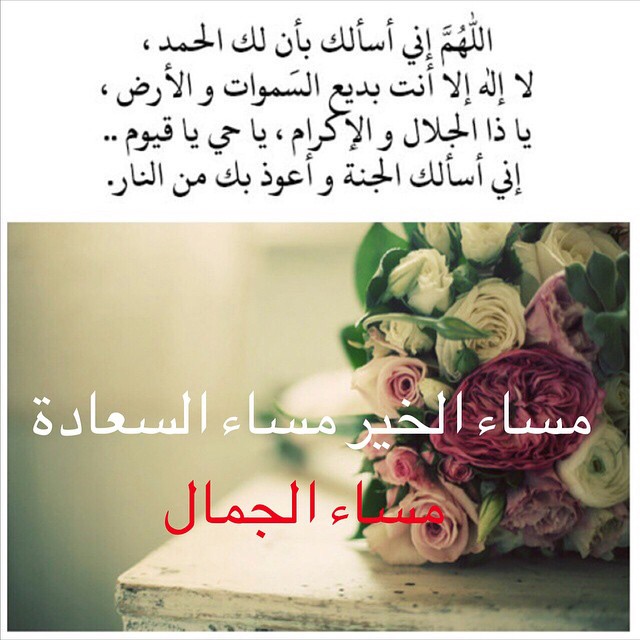 اللَّهُمَّ إني أسألك بأن لك الحمد ،
لا إله إلا أنت بديع السَموات و الأرض ،
يا ذا الجلال و الإكرام ، يا حي يا قيوم ..
إني أسألك الجنة و أعوذ بك من النار.
مساء الخير مساء السعادة
مساء الجمال